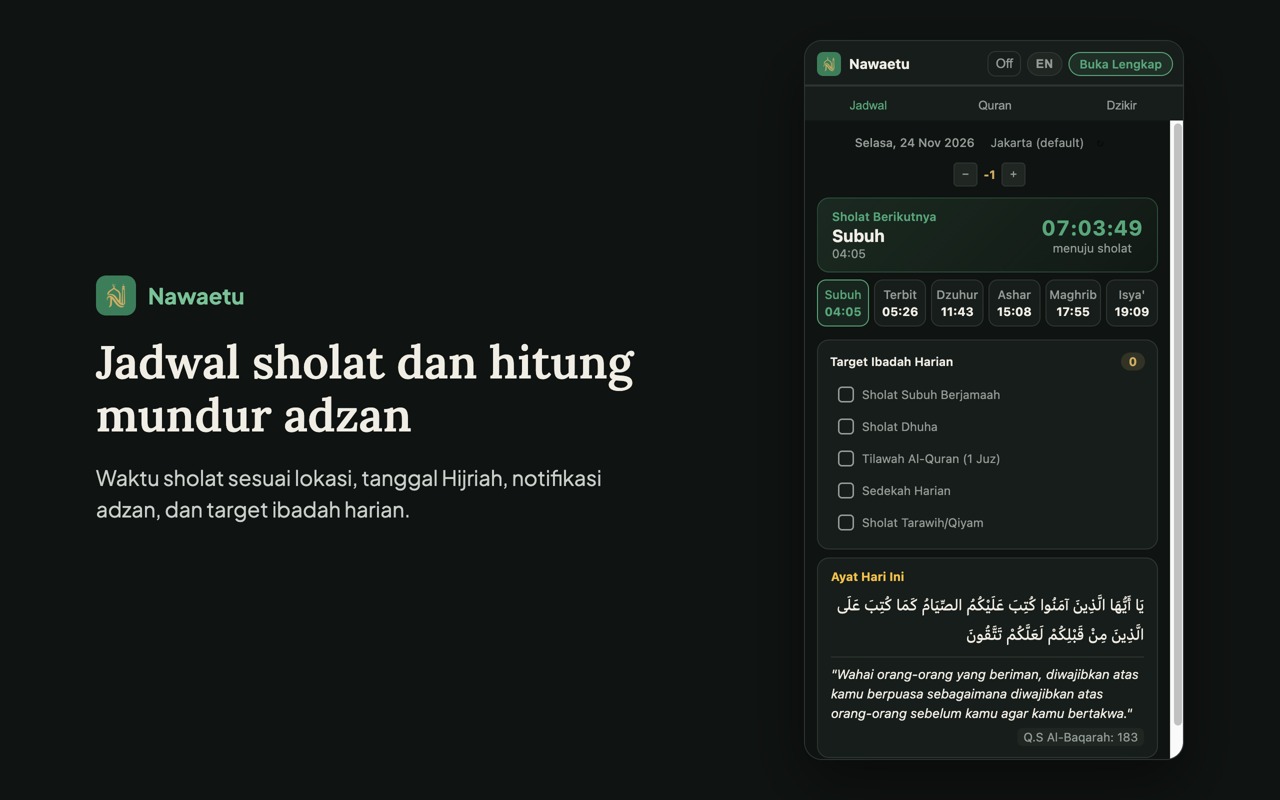 Nawaetu
Jadwal sholat dan hitung
mundur adzan
Waktu sholat sesuai lokasi, tanggal Hijriah, notifikasi
adzan, dan target ibadah harian.
Nawaetu Off EN Buka Lengkap
Jadwal Quran Dzikir
Selasa, 24 Nov 2026 Jakarta (default)
− -1 +
Sholat Berikutnya
Subuh
04:05
07:03:49
menuju sholat
Subuh Terbit Dzuhur Ashar Maghrib Isya'
04:05 05:26 11:43 15:08 17:55 19:09
Target Ibadah Harian 0
Sholat Subuh Berjamaah
Sholat Dhuha
Tilawah Al-Quran (1 Juz)
Sedekah Harian
Sholat Tarawih/Qiyam
Ayat Hari Ini
يَا أَيُّهَا الَّذِينَ آمَنُوا كُتِبَ عَلَيْكُمُ الصِّيَامُ كَمَا كُتِبَ عَلَى
الَّذِينَ مِنْ قَبْلِكُمْ لَعَلَّكُمْ تَتَّقُونَ
"Wahai orang-orang yang beriman, diwajibkan atas
kamu berpuasa sebagaimana diwajibkan atas
orang-orang sebelum kamu agar kamu bertakwa."
Q.S Al-Baqarah: 183